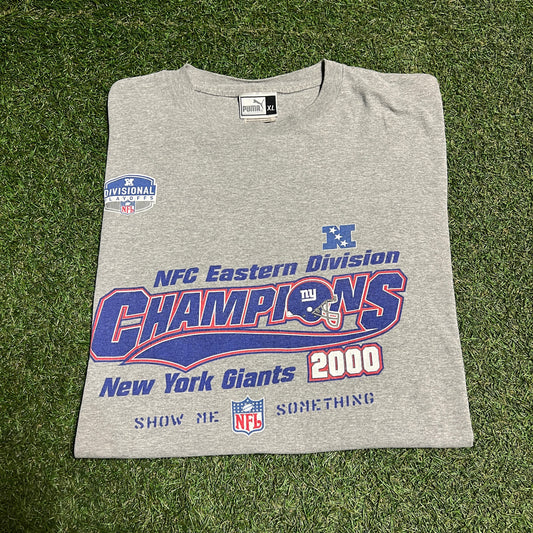 PUMA XL
N
DIVISIONAL
PLAYOFFS
NFL
N
NFC Eastern Division
CHAMPIONS
ny
New York Giants 2000
SHOW ME NFL SOMETHING